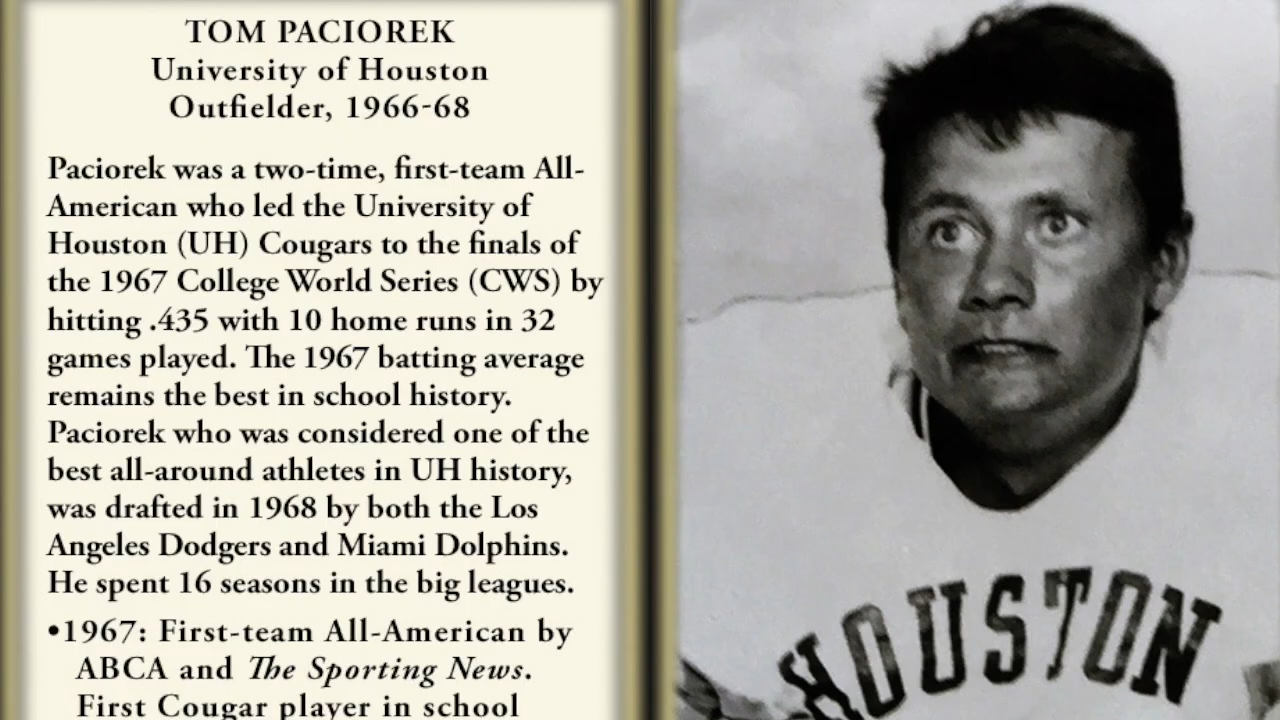 TOM PACIOREK
University of Houston
Outfielder, 1966-68
Paciorek was a two-time, first-team All-
American who led the University of
Houston (UH) Cougars to the finals of
the 1967 College World Series (CWS) by
hitting .435 with 10 home runs in 32
games played. The 1967 batting average
remains the best in school history.
Paciorek who was considered one of the
best all-around athletes in UH history,
was drafted in 1968 by both the Los
Angeles Dodgers and Miami Dolphins.
He spent 16 seasons in the big leagues.
•1967: First-team All-American by
ABCA and The Sporting News.
First Cougar player in school
HOUSTON